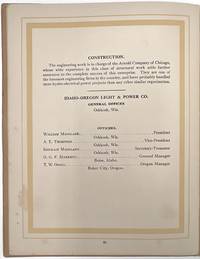 CONSTRUCTION.
The engineering work is in charge of the Arnold Company of Chicago,
whose wide experience in this class of structural work adds further
assurance to the complete success of this enterprise. They are one of the
foremost engineering firms in the country, and have probably handled
more hydro-electrical power projects than any other similar organization.
IDAHO-OREGON LIGHT & POWER CO.
GENERAL OFFICES
Oshkosh, Wis.
OFFICERS.
WILLIAM MAINLAND, President
Oshkosh, Wis.
A. T. Vice-President
Oshkosh, Wis.
MAINLAND, Secretary-Treasurer
Oshkosh, Wis.
O. G. F. MARKHUS, General Manager
Boise, Idaho.
T. W. Oregon Manager
Baker City, Oregon.